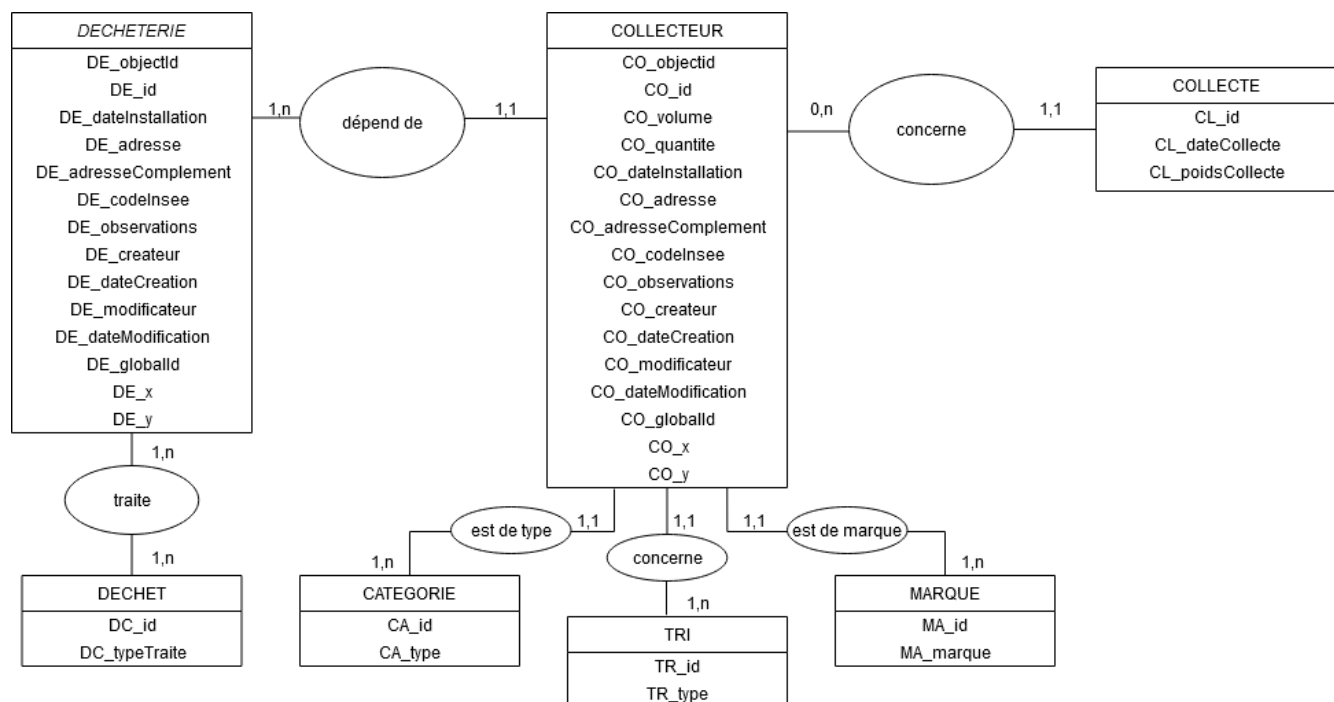 DECHETERIE
DE_objectId
DE_id
DE_dateInstallation
DE_adresse
DE_adresseComplement
DE_codeInsee
DE_observations
DE_createur
DE_dateCreation
DE_modificateur
DE_dateModification
DE_globalId
DE_x
DE_y
1,n
dépend de
1,1
COLLECTEUR
CO_objectid
CO_id
CO_volume
CO_quantite
CO_dateInstallation
CO_adresse
CO_adresseComplement
CO_codeInsee
CO_observations
CO_createur
CO_dateCreation
CO_modificateur
CO_dateModification
CO_globalId
CO_x
CO_y
0,n
concerne
1,1
COLLECTE
CL_id
CL_dateCollecte
CL_poidsCollecte
1,n
traite
1,n
DECHET
DC_id
DC_typeTraite
est de type
1,1
1,n
CATEGORIE
CA_id
CA_type
1,1
concerne
1,n
TRI
TR_id
TR_type
1,1
est de marque
1,n
MARQUE
MA_id
MA_marque